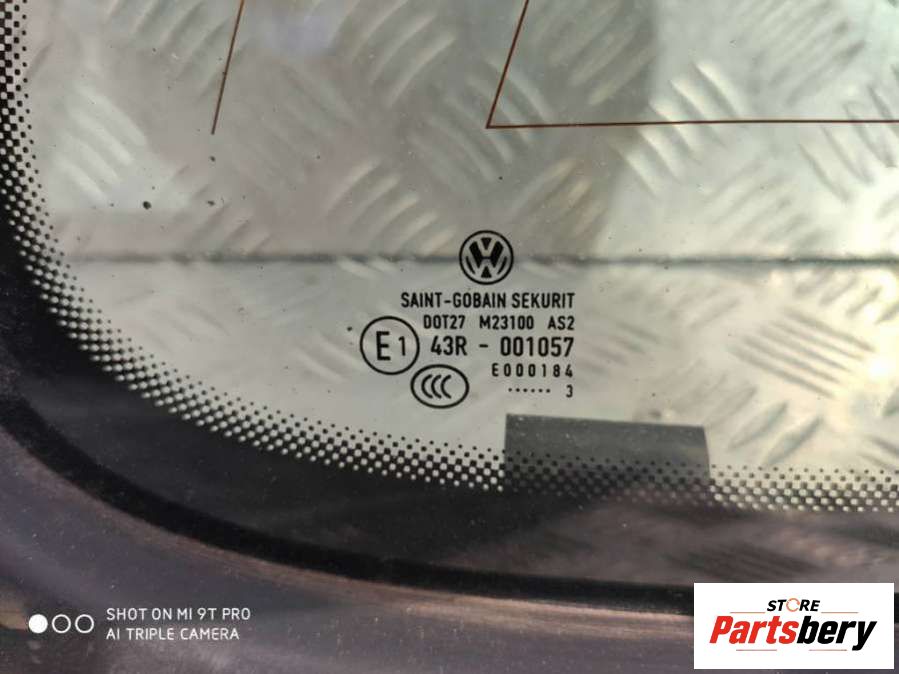 SAINT-GOBAIN SEKURIT
DOT27 M23100 AS2
E1 43R - 001057
E000184
CCC ...... 3
SHOT ON MI 9T PRO
AI TRIPLE CAMERA
STORE
Partsbery